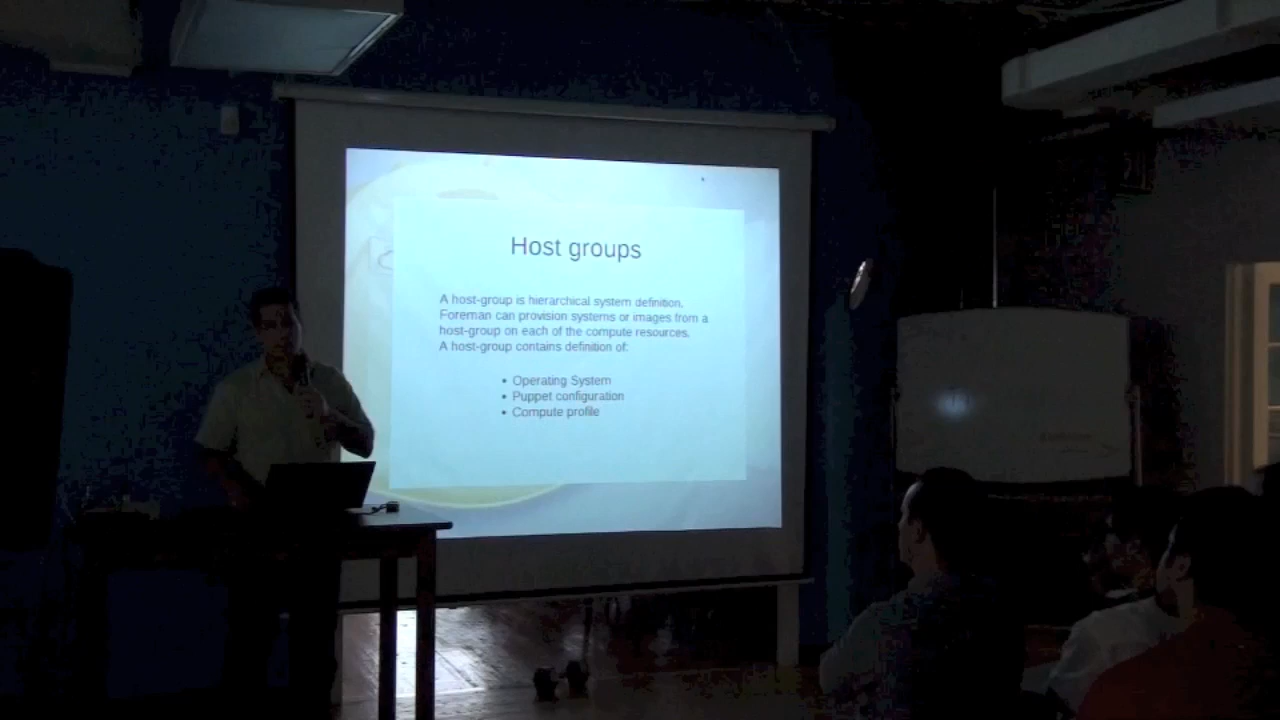 Host groups
A host-group is hierarchical system definition.
Foreman can provision systems or images from a
host-group on each of the compute resources.
A host-group contains definition of:
• Operating System
• Puppet configuration
• Compute profile